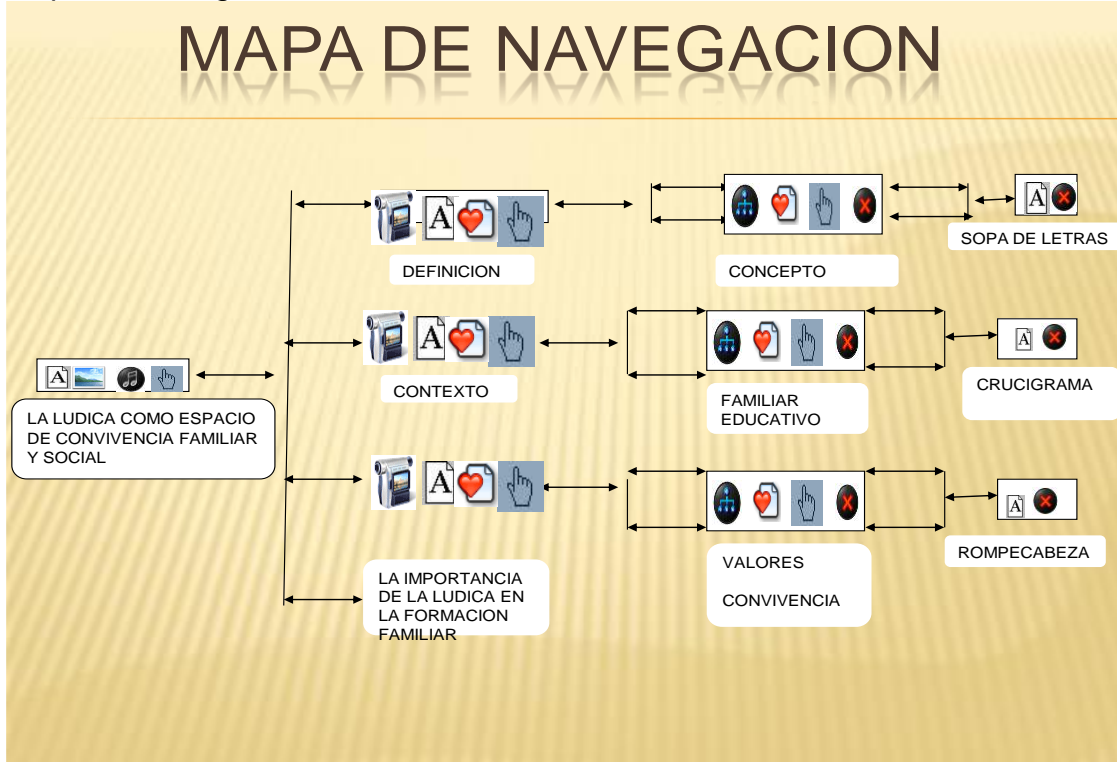 MAPA DE NAVEGACION
A
A
SOPA DE LETRAS
DEFINICION
CONCEPTO
A
A
CONTEXTO
FAMILIAR
EDUCATIVO
CRUCIGRAMA
A
LA LUDICA COMO ESPACIO
DE CONVIVENCIA FAMILIAR
Y SOCIAL
A
A
ROMPECABEZA
LA IMPORTANCIA
DE LA LUDICA EN
LA FORMACION
FAMILIAR
VALORES
CONVIVENCIA